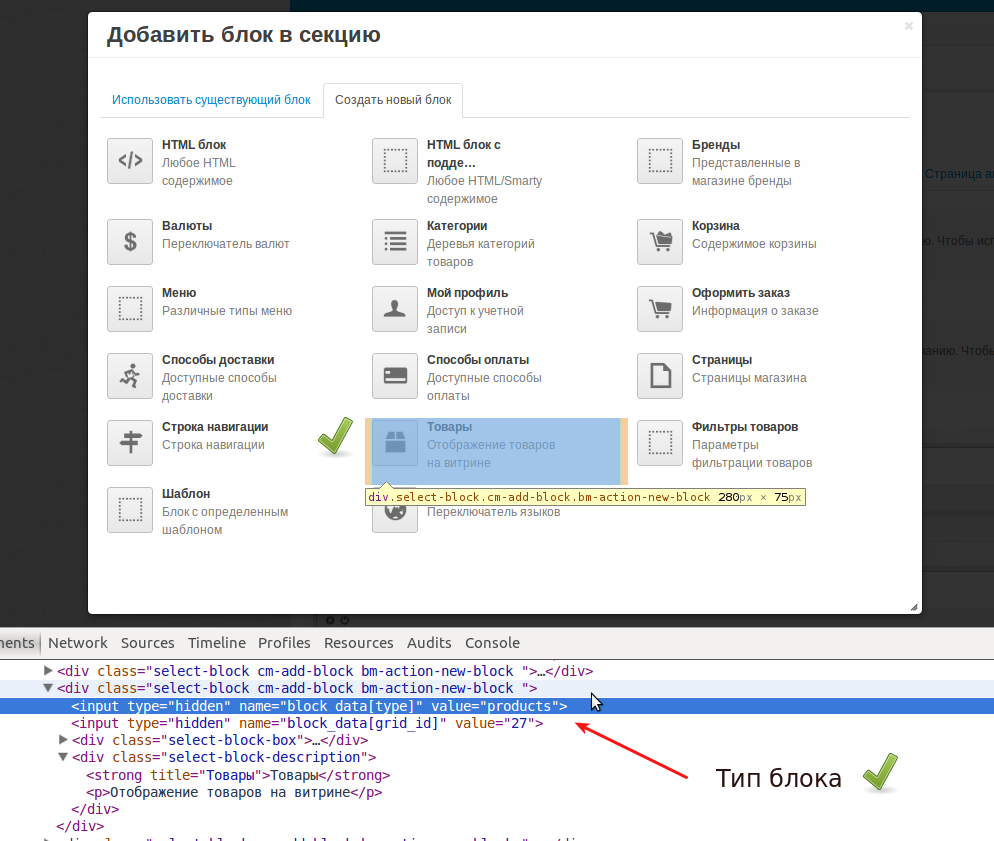 Добавить блок в секцию
×
Использовать существующий блок
Создать новый блок
</>
HTML блок
Любое HTML
содержимое
HTML блок с
подде…
Любое HTML/Smarty
содержимое
Бренды
Представленные в
магазине бренды
Страница
$
Валюты
Переключатель валют
Категории
Деревья категорий
товаров
Корзина
Содержимое корзины
ю. Чтобы исп
Меню
Различные типы меню
Мой профиль
Доступ к учетной
записи
Оформить заказ
Информация о заказе
анию. Чтобы
Способы доставки
Доступные способы
доставки
Способы оплаты
Доступные способы
оплаты
Страницы
Страницы магазина
Строка навигации
Строка навигации
Товары
Отображение товаров
на витрине
Фильтры товаров
Параметры
фильтрации товаров
div.select-block.cm-add-block.bm-action-new-block 280px × 75px
Шаблон
Блок с определенным
шаблоном
Переключатель языков
ments Network Sources Timeline Profiles Resources Audits Console
<div class="select-block cm-add-block bm-action-new-block ">…</div>
<div class="select-block cm-add-block bm-action-new-block ">
<input type="hidden" name="block_data[type]" value="products">
<input type="hidden" name="block_data[grid_id]" value="27">
<div class="select-block-box">…</div>
<div class="select-block-description">
<strong title="Товары">Товары</strong>
<p>Отображение товаров на витрине</p>
</div>
</div>
Тип блока